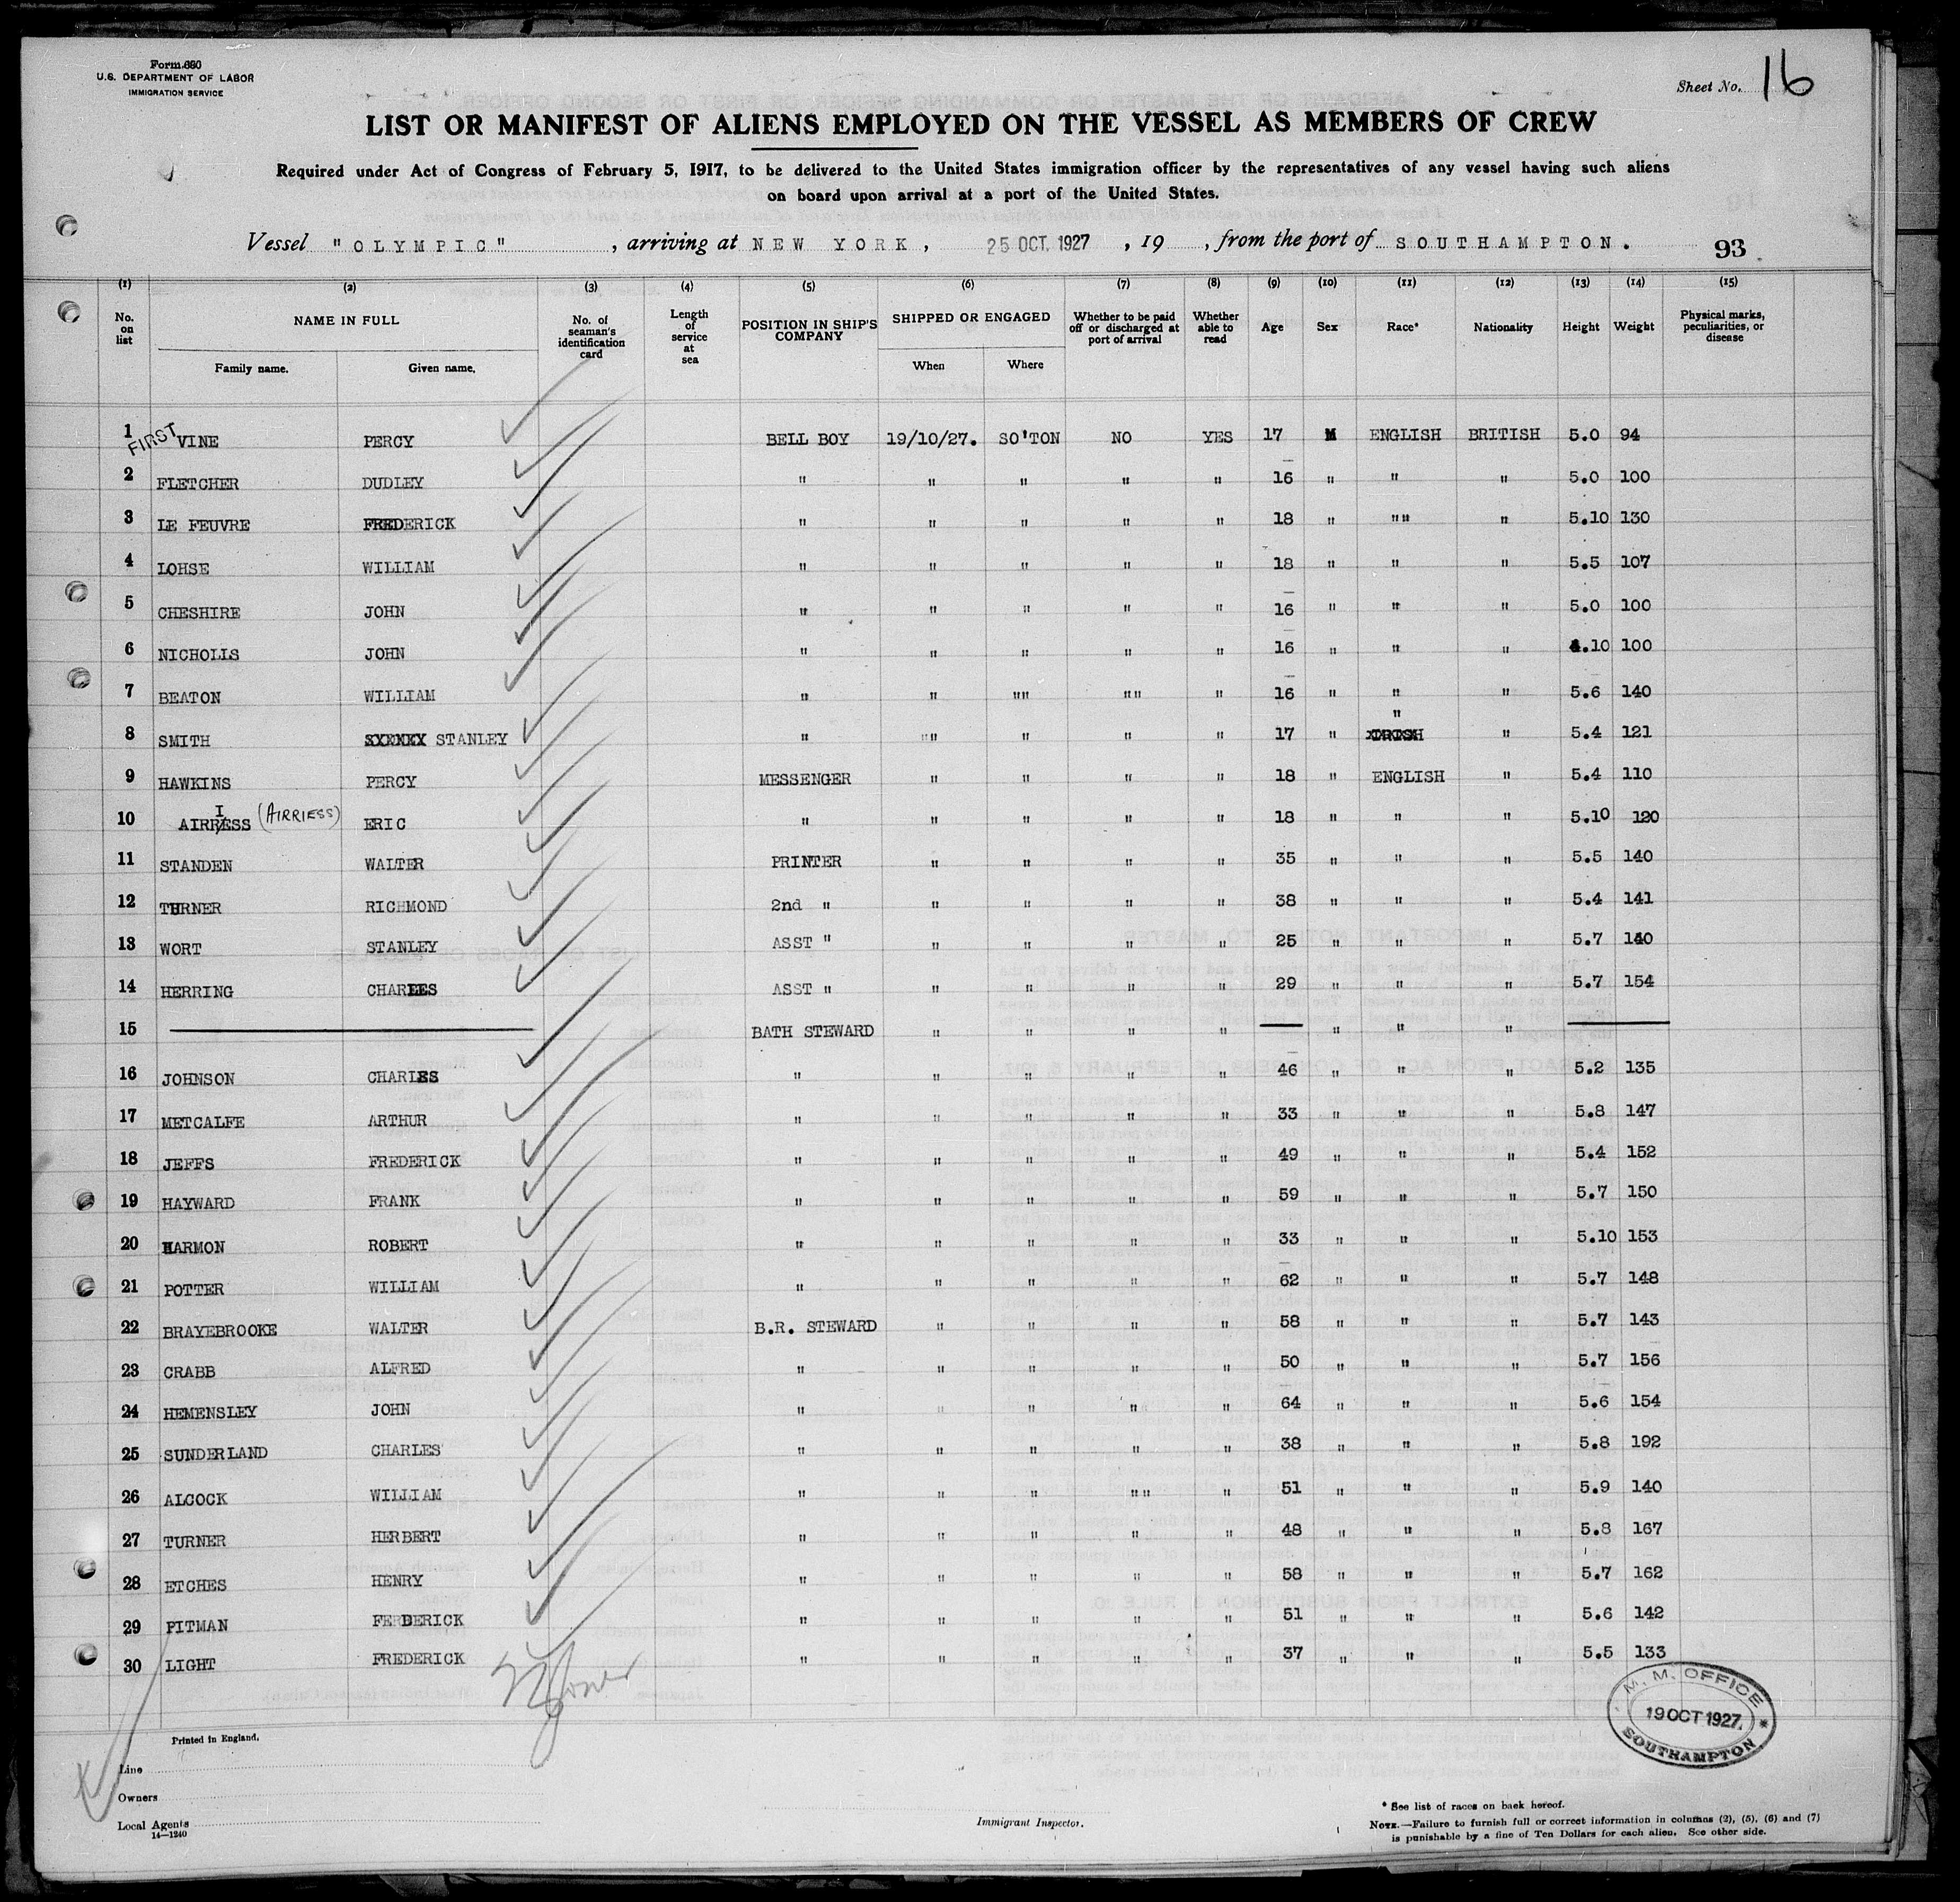 Form 680
U.S. DEPARTMENT OF LABOR
IMMIGRATION SERVICE
Sheet No. 16
LIST OR MANIFEST OF ALIENS EMPLOYED ON THE VESSEL AS MEMBERS OF CREW
Required under Act of Congress of February 5, 1917, to be delivered to the United States immigration officer by the representatives of any vessel having such aliens
on board upon arrival at a port of the United States.
Vessel "OLYMPIC", arriving at NEW YORK, 25 OCT. 1927, 19 , from the port of SOUTHAMPTON.
93
(1) (2) (3) (4) (5) (6) (7) (8) (9) (10) (11) (12) (13) (14) (15)
No. on list NAME IN FULL Family name. Given name. No. of seaman's identification card Length of service at sea POSITION IN SHIP'S COMPANY SHIPPED OR ENGAGED When Where Whether to be paid off or discharged at port of arrival Whether able to read Age Sex Race* Nationality Height Weight Physical marks, peculiarities, or disease
1 FIRST VINE PERCY BELL BOY 19/10/27. SO'TON NO YES 17 M ENGLISH BRITISH 5.0 94
2 FLETCHER DUDLEY " " " " " 16 " " " 5.0 100
3 LE FEUVRE FREDERICK " " " " " 18 " "" " 5.10 130
4 LOHSE WILLIAM " " " " " 18 " " " 5.5 107
5 CHESHIRE JOHN " " " " " 16 " " " 5.0 100
6 NICHOLLS JOHN " " " " " 16 " " " 4.10 100
7 BEATON WILLIAM " " "" "" " 16 " " " 5.6 140
8 SMITH STANLEY " "" " " " 17 " " " 5.4 121
9 HAWKINS PERCY MESSENGER " " " " 18 " ENGLISH " 5.4 110
10 AIRRESS I (AIRRIESS) ERIC " " " " " 18 " " " 5.10 120
11 STANDEN WALTER PRINTER " " " " 35 " " " 5.5 140
12 TURNER RICHMOND 2nd " " " " " 38 " " " 5.4 141
13 WORT STANLEY ASST " " " " " 25 " " " 5.7 140
14 HERRING CHARLES ASST " " " " " 29 " " " 5.7 154
15 BATH STEWARD " " " " " " "
16 JOHNSON CHARLES " " " " " 46 " " " 5.2 135
17 METCALFE ARTHUR " " " " " 33 " " " 5.8 147
18 JEFFS FREDERICK " " " " " 49 " " " 5.4 152
19 HAYWARD FRANK " " " " " 59 " " " 5.7 150
20 HARMON ROBERT " " " " " 33 " " " 5.10 153
21 POTTER WILLIAM " " " " " 62 " " " 5.7 148
22 BRAYEBROOKE WALTER B.R. STEWARD " " " " 58 " " " 5.7 143
23 CRABB ALFRED " " " " " 50 " " " 5.7 156
24 HEMENSLEY JOHN " " " " " 64 " " " 5.6 154
25 SUNDERLAND CHARLES " " " " " 38 " " " 5.8 192
26 ALCOCK WILLIAM " " " "" " 51 " " " 5.9 140
27 TURNER HERBERT " " " " " 48 " " " 5.8 167
28 ETCHES HENRY " " " " " 58 " " " 5.7 162
29 PITMAN FERDERICK " " " " " 51 " " " 5.6 142
30 LIGHT FREDERICK " " " " " 37 " " " 5.5 133
M. M. OFFICE
19 OCT 1927
SOUTHAMPTON
Printed in England.
Line
Owners
Local Agents
14—1240
Immigrant Inspector.
* See list of races on back hereof.
NOTE.—Failure to furnish full or correct information in columns (2), (5), (6) and (7)
is punishable by a fine of Ten Dollars for each alien. See other side.